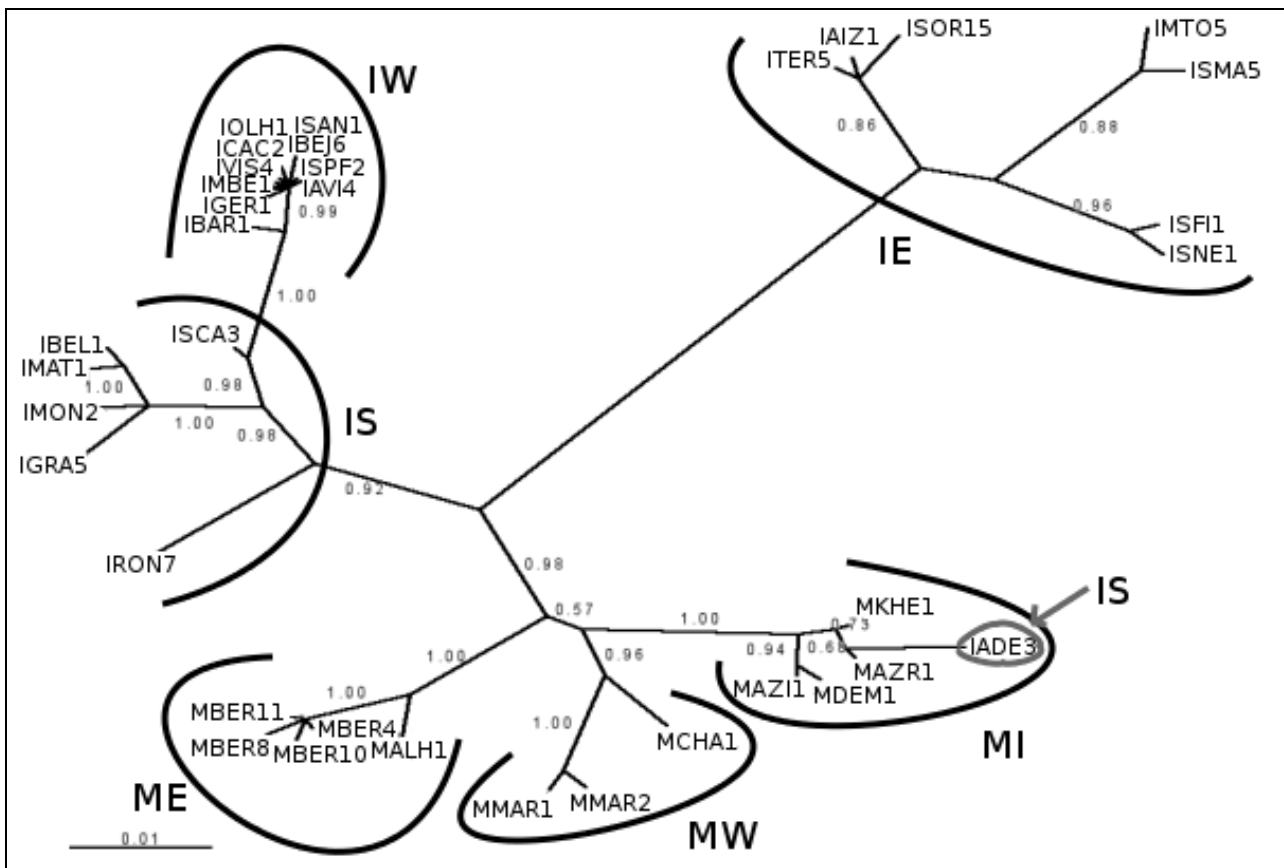 IAIZ1 ISOR15
ITER5
IMTO5
ISMA5
0.86
0.88
0.96
ISFI1
ISNE1
IE
IW
IOLH1 ISAN1
ICAC2 IBEJ6
IVIS4 ISPF2
IMBE1 IAVI4
IGER1
IBAR1
0.99
1.00
ISCA3
IBEL1
IMAT1
1.00
0.98
IMON2
1.00
0.98
IGRA5
IS
0.92
IRON7
0.98
0.57
1.00
MKHE1
0.73
IS
0.94
0.68
IADE3
MAZR1
MAZI1
MDEM1
MI
1.00
0.96
1.00
MBER11
MBER4
MBER8
MBER10
MALH1
ME
1.00
MCHA1
MMAR1
MMAR2
MW
0.01